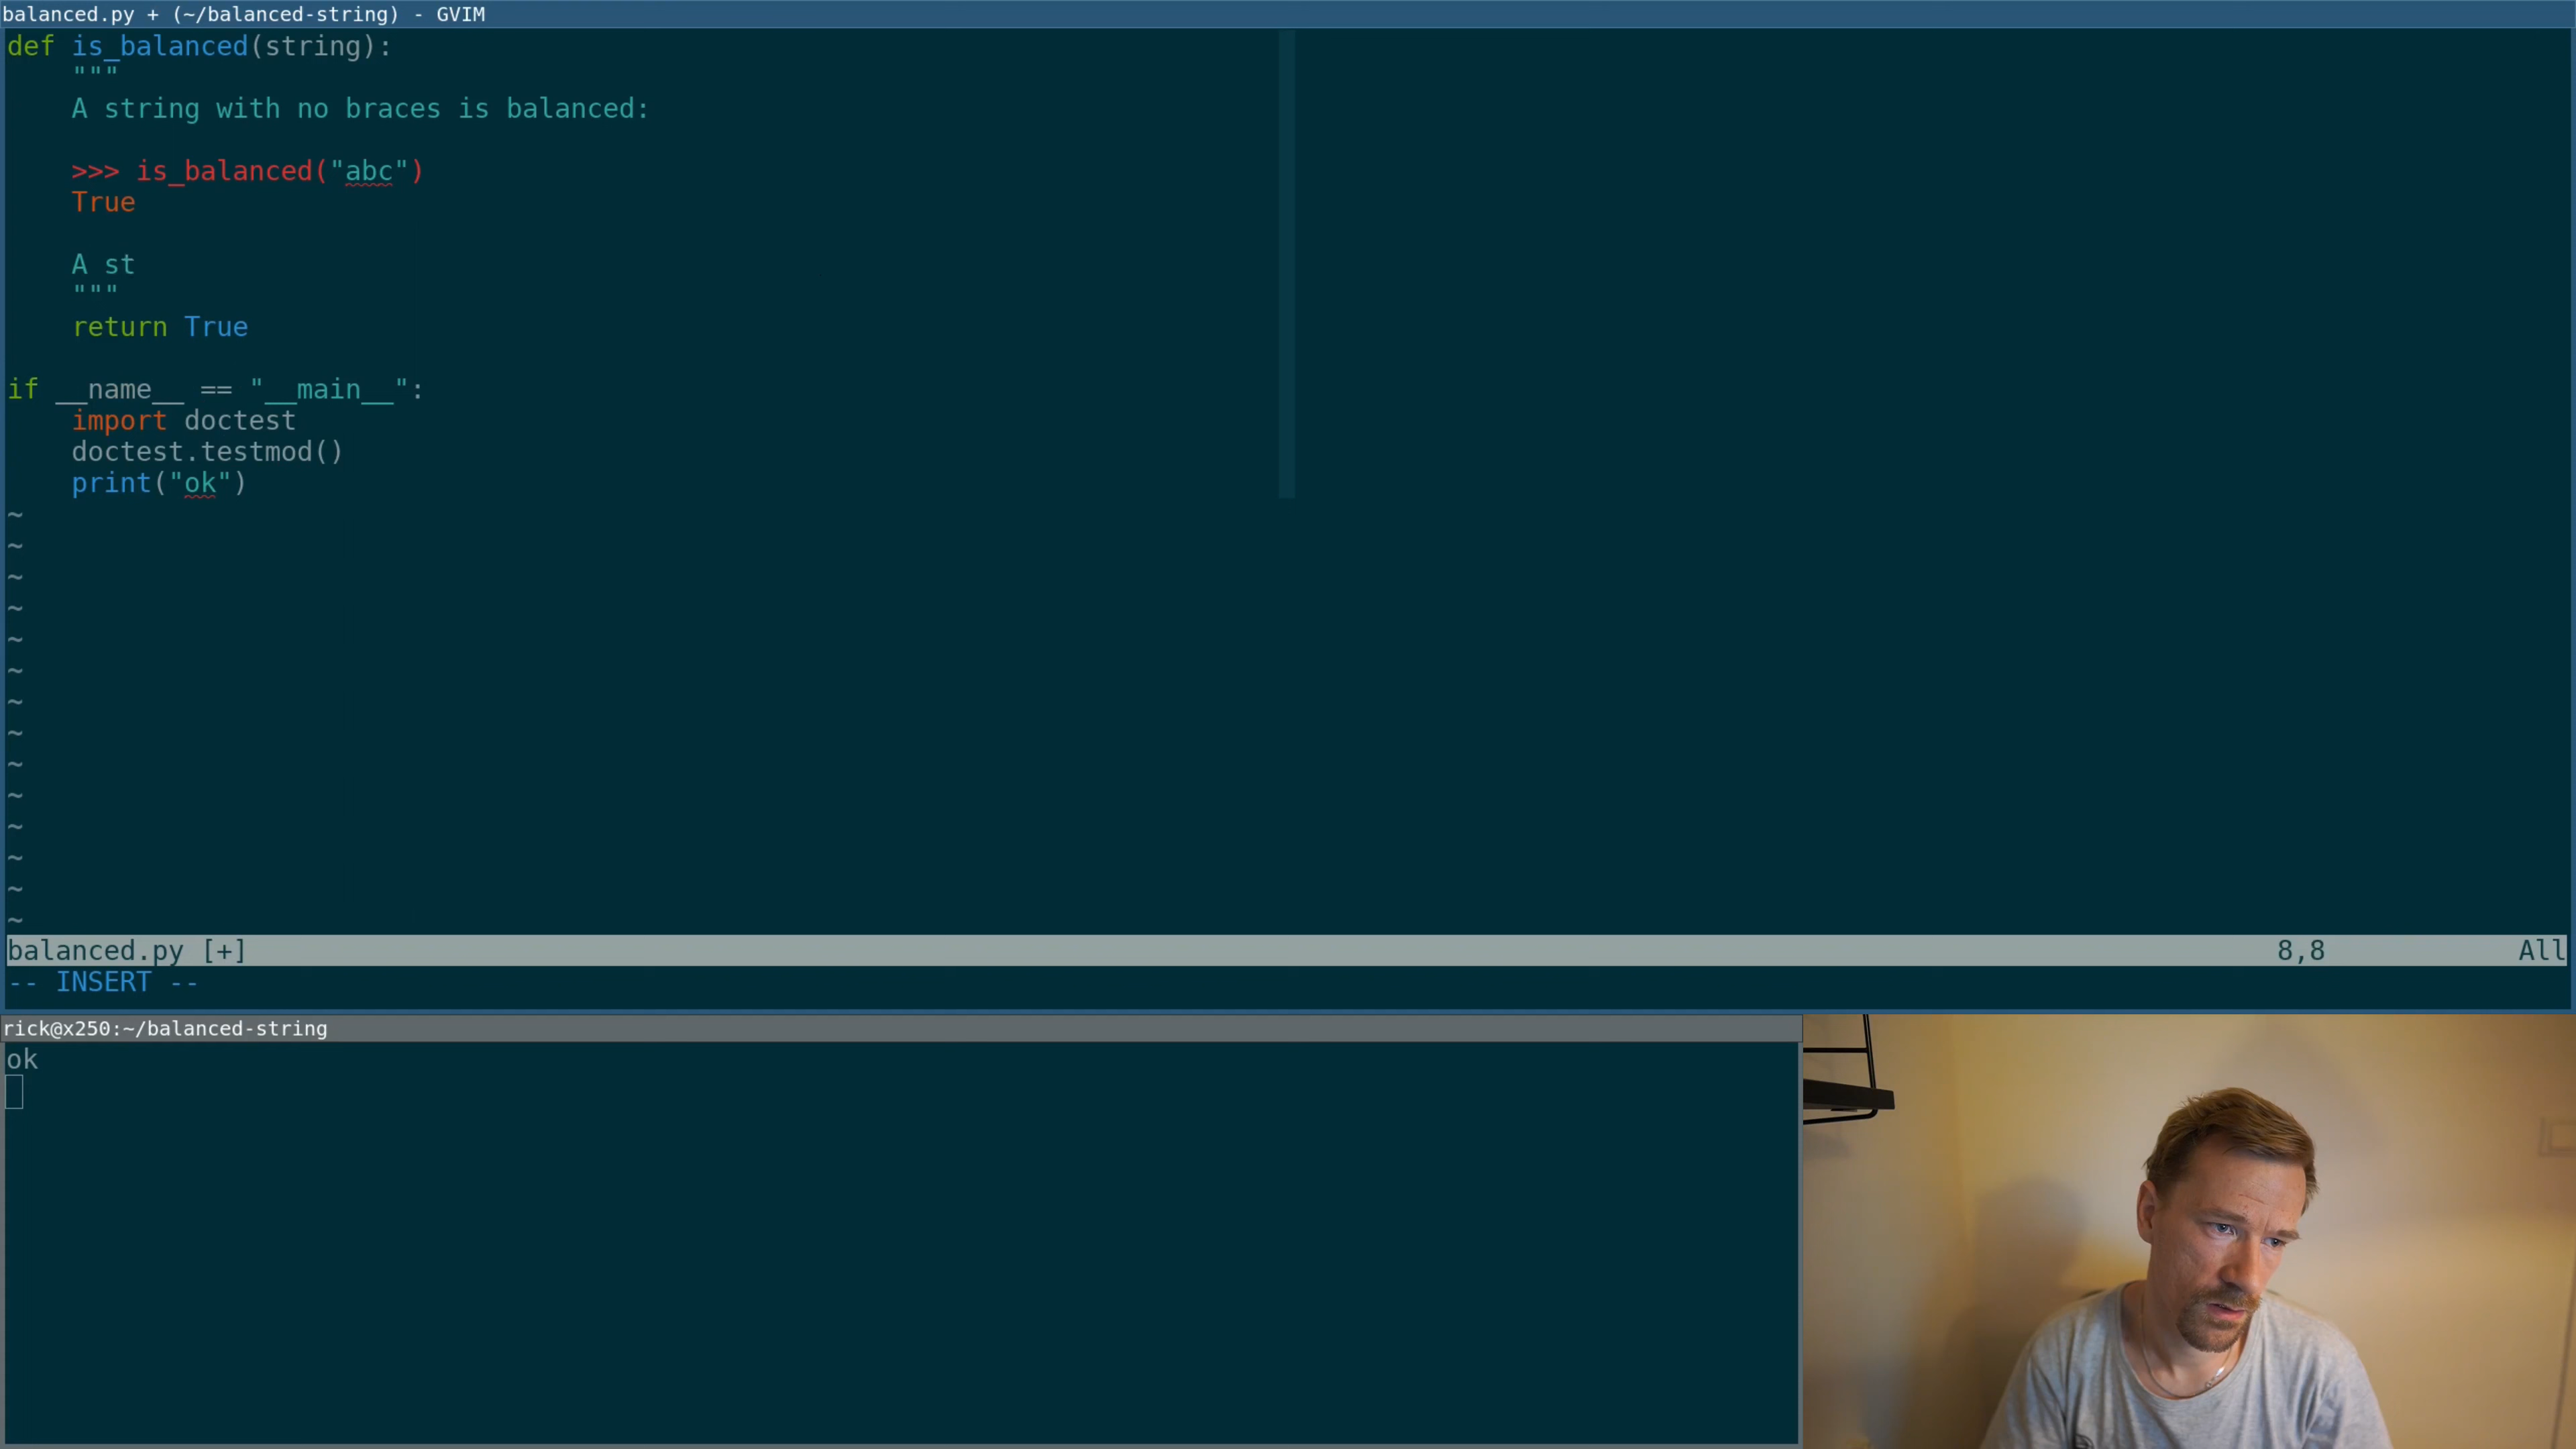 balanced.py + (~/balanced-string) - GVIM
def is_balanced(string):
"""
A string with no braces is balanced:
>>> is_balanced("abc")
True
A st
"""
return True
if __name__ == "__main__":
import doctest
doctest.testmod()
print("ok")
~
~
~
~
~
~
~
~
~
~
~
~
~
~
balanced.py [+] 8,8 All
-- INSERT --
rick@x250:~/balanced-string
ok